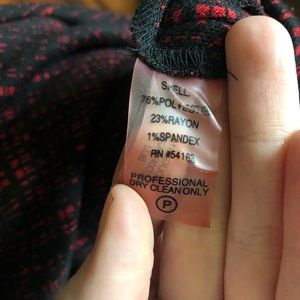 SHELL
76%POLYESTER
23%RAYON
1%SPANDEX
RN #54163
PROFESSIONAL
DRY CLEAN ONLY
P